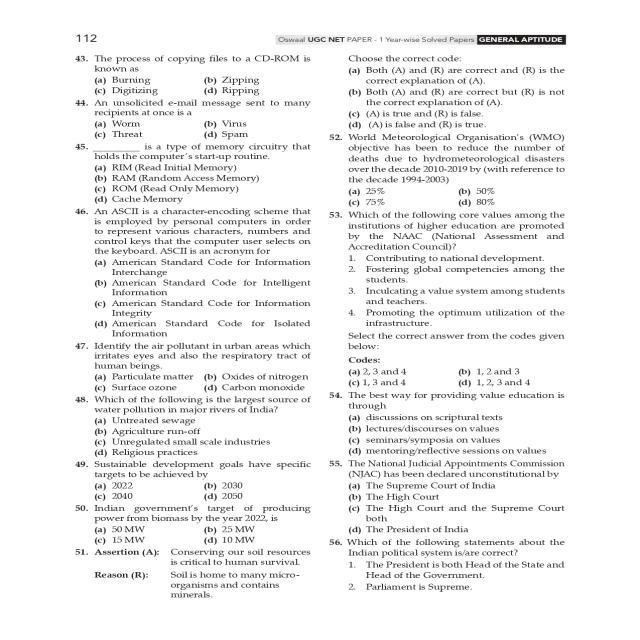 112
Oswaal UGC NET PAPER - 1 Year-wise Solved Papers GENERAL APTITUDE
43. The process of copying files to a CD-ROM is
known as
(a) Burning (b) Zipping
(c) Digitizing (d) Ripping
44. An unsolicited e-mail message sent to many
recipients at once is a
(a) Worm (b) Virus
(c) Threat (d) Spam
45. _________ is a type of memory circuitry that
holds the computer's start-up routine.
(a) RIM (Read Initial Memory)
(b) RAM (Random Access Memory)
(c) ROM (Read Only Memory)
(d) Cache Memory
46. An ASCII is a character-encoding scheme that
is employed by personal computers in order
to represent various characters, numbers and
control keys that the computer user selects on
the keyboard. ASCII is an acronym for
(a) American Standard Code for Information
Interchange
(b) American Standard Code for Intelligent
Information
(c) American Standard Code for Information
Integrity
(d) American Standard Code for Isolated
Information
47. Identify the air pollutant in urban areas which
irritates eyes and also the respiratory tract of
human beings.
(a) Particulate matter (b) Oxides of nitrogen
(c) Surface ozone (d) Carbon monoxide
48. Which of the following is the largest source of
water pollution in major rivers of India?
(a) Untreated sewage
(b) Agriculture run-off
(c) Unregulated small scale industries
(d) Religious practices
49. Sustainable development goals have specific
targets to be achieved by
(a) 2022 (b) 2030
(c) 2040 (d) 2050
50. Indian government's target of producing
power from biomass by the year 2022, is
(a) 50 MW (b) 25 MW
(c) 15 MW (d) 10 MW
51. Assertion (A): Conserving our soil resources
is critical to human survival.
Reason (R): Soil is home to many micro-
organisms and contains
minerals.
Choose the correct code:
(a) Both (A) and (R) are correct and (R) is the
correct explanation of (A).
(b) Both (A) and (R) are correct but (R) is not
the correct explanation of (A).
(c) (A) is true and (R) is false.
(d) (A) is false and (R) is true.
52. World Meteorological Organisation's (WMO)
objective has been to reduce the number of
deaths due to hydrometeorological disasters
over the decade 2010-2019 by (with reference to
the decade 1994-2003)
(a) 25% (b) 50%
(c) 75% (d) 80%
53. Which of the following core values among the
institutions of higher education are promoted
by the NAAC (National Assessment and
Accreditation Council)?
1. Contributing to national development.
2. Fostering global competencies among the
students.
3. Inculcating a value system among students
and teachers.
4. Promoting the optimum utilization of the
infrastructure.
Select the correct answer from the codes given
below:
Codes:
(a) 2, 3 and 4 (b) 1, 2 and 3
(c) 1, 3 and 4 (d) 1, 2, 3 and 4
54. The best way for providing value education is
through
(a) discussions on scriptural texts
(b) lectures/discourses on values
(c) seminars/symposia on values
(d) mentoring/reflective sessions on values
55. The National Judicial Appointments Commission
(NJAC) has been declared unconstitutional by
(a) The Supreme Court of India
(b) The High Court
(c) The High Court and the Supreme Court
both
(d) The President of India
56. Which of the following statements about the
Indian political system is/are correct?
1. The President is both Head of the State and
Head of the Government.
2. Parliament is Supreme.